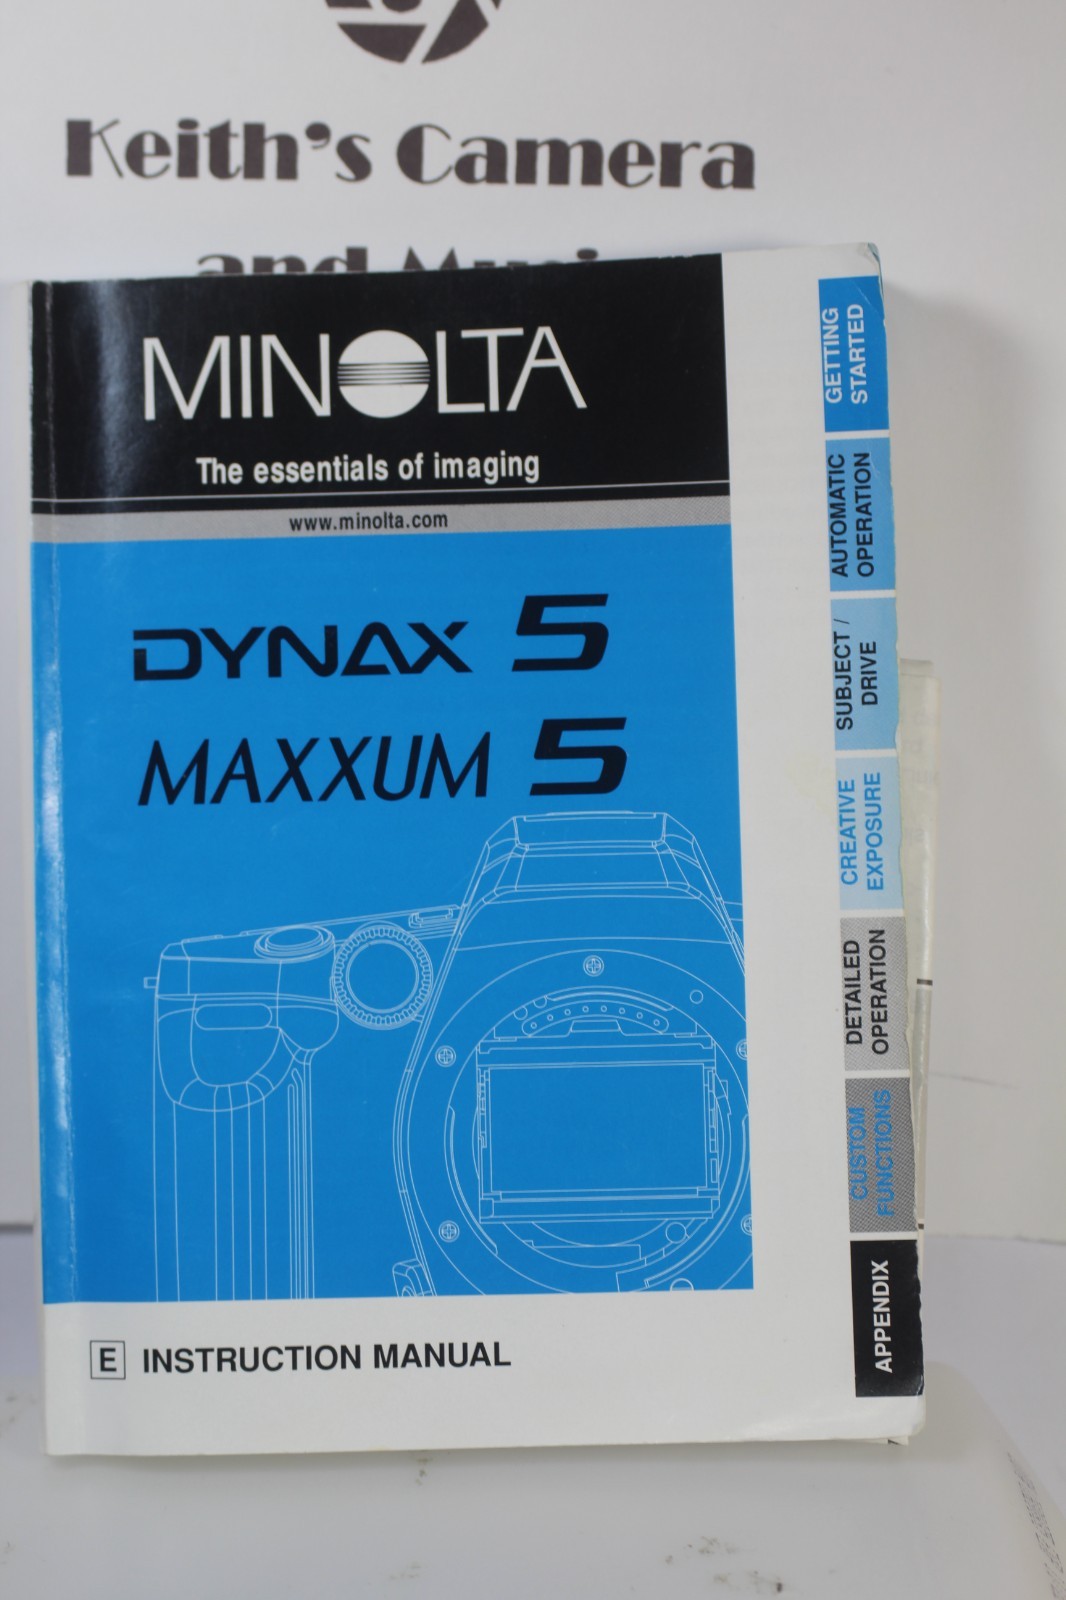 Keith's Camera
and
MINOLTA
The essentials of imaging
www.minolta.com
DYNAX 5
MAXXUM 5
E INSTRUCTION MANUAL
GETTING
STARTED
AUTOMATIC
OPERATION
SUBJECT /
DRIVE
CREATIVE
EXPOSURE
DETAILED
OPERATION
CUSTOM
FUNCTIONS
APPENDIX